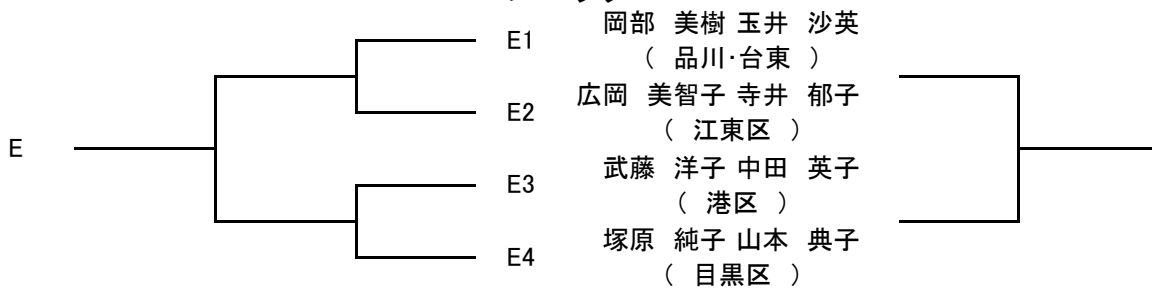 E1 岡部 美樹 玉井 沙英
( 品川・台東 )
E2 広岡 美智子 寺井 郁子
( 江東区 )
E
E3 武藤 洋子 中田 英子
( 港区 )
E4 塚原 純子 山本 典子
( 目黒区 )